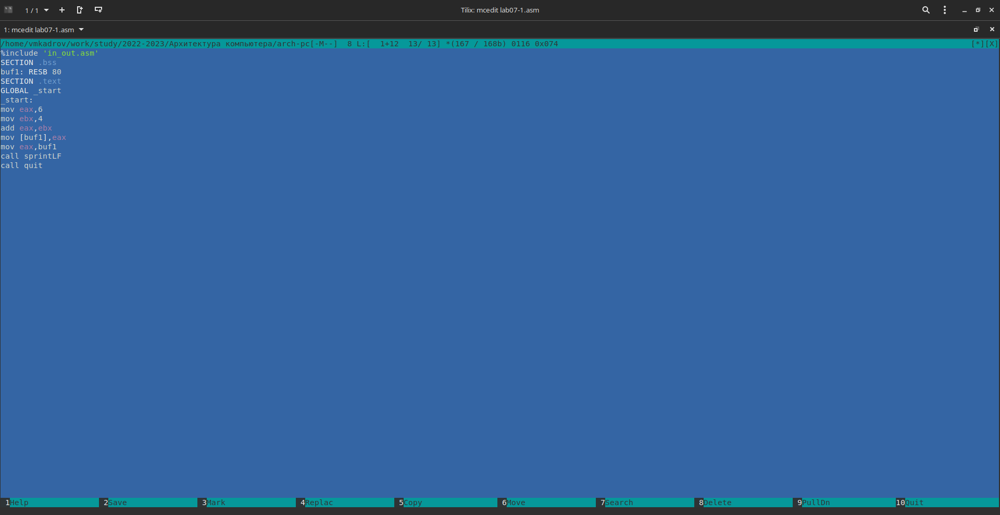 1 / 1
Tilix: mcedit lab07-1.asm
1: mcedit lab07-1.asm
/home/vmkadrov/work/study/2022-2023/Архитектура компьютера/arch-pc[-M--]  8 L:[  1+12  13/ 13] *(167 / 168b) 0116 0x074 [*][X]
%include 'in_out.asm'
SECTION .bss
buf1: RESB 80
SECTION .text
GLOBAL _start
_start:
mov eax,6
mov ebx,4
add eax,ebx
mov [buf1],eax
mov eax,buf1
call sprintLF
call quit
1Help 2Save 3Mark 4Replac 5Copy 6Move 7Search 8Delete 9PullDn 10Quit